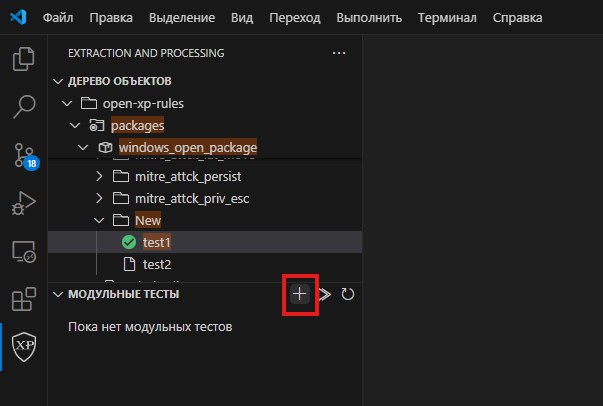 Файл Правка Выделение Вид Переход Выполнить Терминал Справка
EXTRACTION AND PROCESSING ...
ДЕРЕВО ОБЪЕКТОВ
open-xp-rules
packages
windows_open_package
mitre_attck_persist
18
mitre_attck_priv_esc
New
test1
test2
МОДУЛЬНЫЕ ТЕСТЫ
Пока нет модульных тестов
XP